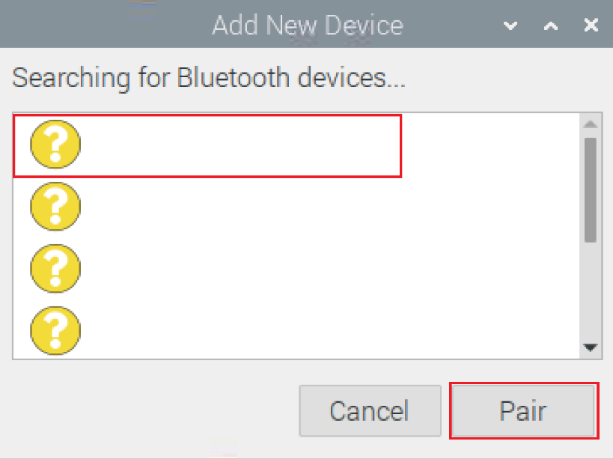 Add New Device
Searching for Bluetooth devices...
?
?
?
?
Cancel
Pair